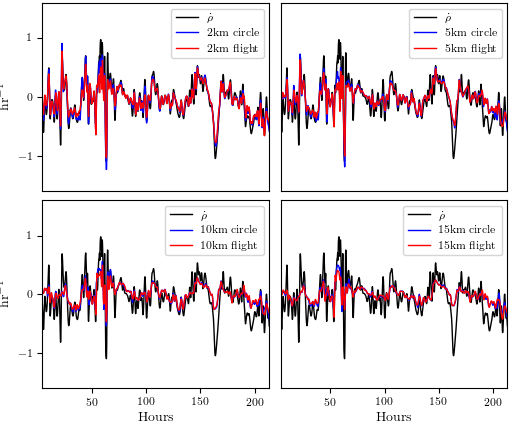 1
0
−1
hr⁻¹
ρ̇
2km circle
2km flight
ρ̇
5km circle
5km flight
1
0
−1
hr⁻¹
ρ̇
10km circle
10km flight
ρ̇
15km circle
15km flight
50 100 150 200 50 100 150 200
Hours Hours